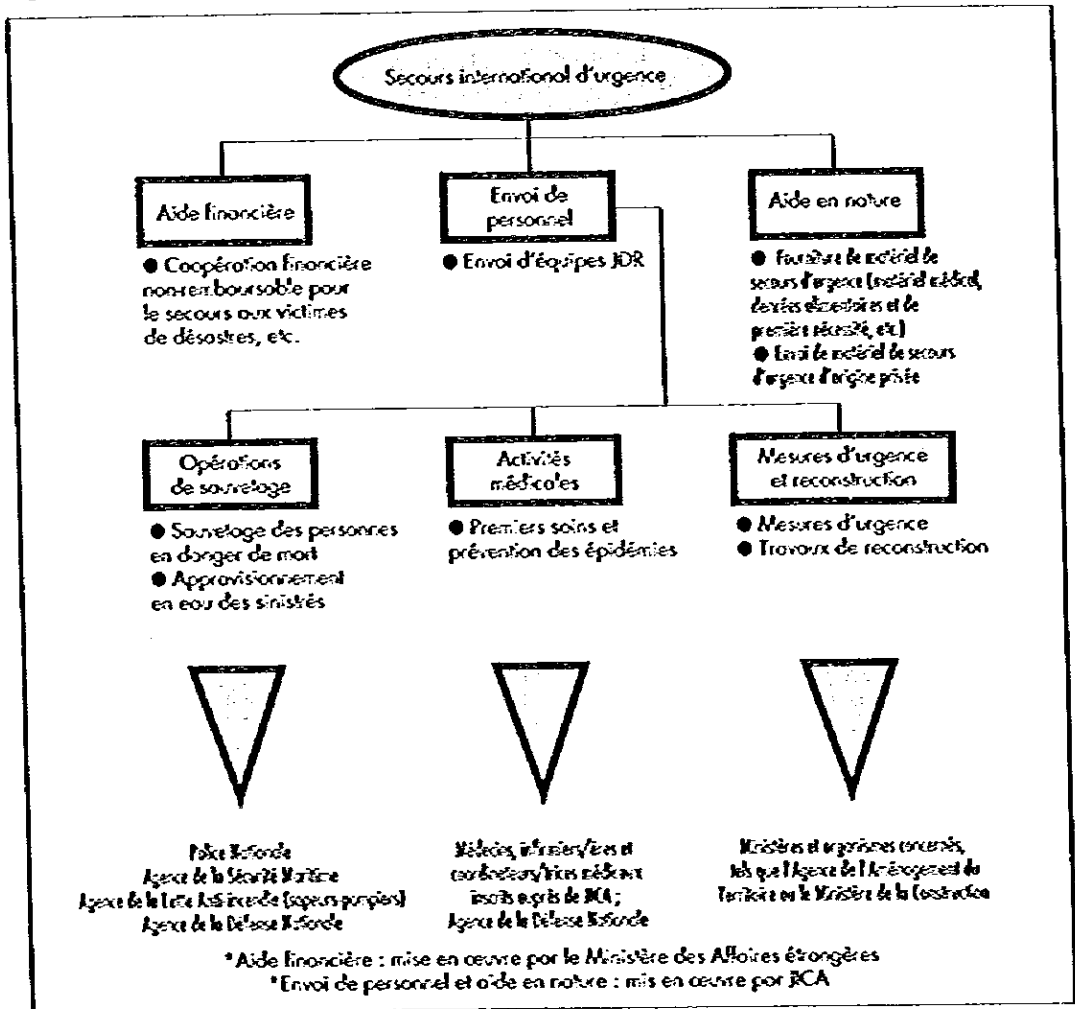 Secours international d'urgence
Aide financière
● Coopération financière
non-remboursable pour
le secours aux victimes
de désastres, etc.
Envoi de
personnel
● Envoi d'équipes JDR
Aide en nature
● Fourniture de matériel de
secours d'urgence (matériel médical,
denrées alimentaires et de
première nécessité, etc.)
● Envoi de matériel de secours
d'urgence d'origine privée
Opérations
de sauvetage
● Sauvetage des personnes
en danger de mort
● Approvisionnement
en eau des sinistrés
Activités
médicales
● Premiers soins et
prévention des épidémies
Mesures d'urgence
et reconstruction
● Mesures d'urgence
● Travaux de reconstruction
Police Nationale
Agence de la Sécurité Maritime
Agence de la Lutte Anti-incendie (sapeurs-pompiers)
Agence de la Défense Nationale
Médecins, infirmiers/ières et
coordinateurs/trices médicaux
inscrits auprès de JICA ;
Agence de la Défense Nationale
Ministères et organismes concernés,
tels que l'Agence de l'Aménagement du
Territoire ou le Ministère de la Construction
*Aide financière : mise en œuvre par le Ministère des Affaires étrangères
*Envoi de personnel et aide en nature : mis en œuvre par JICA